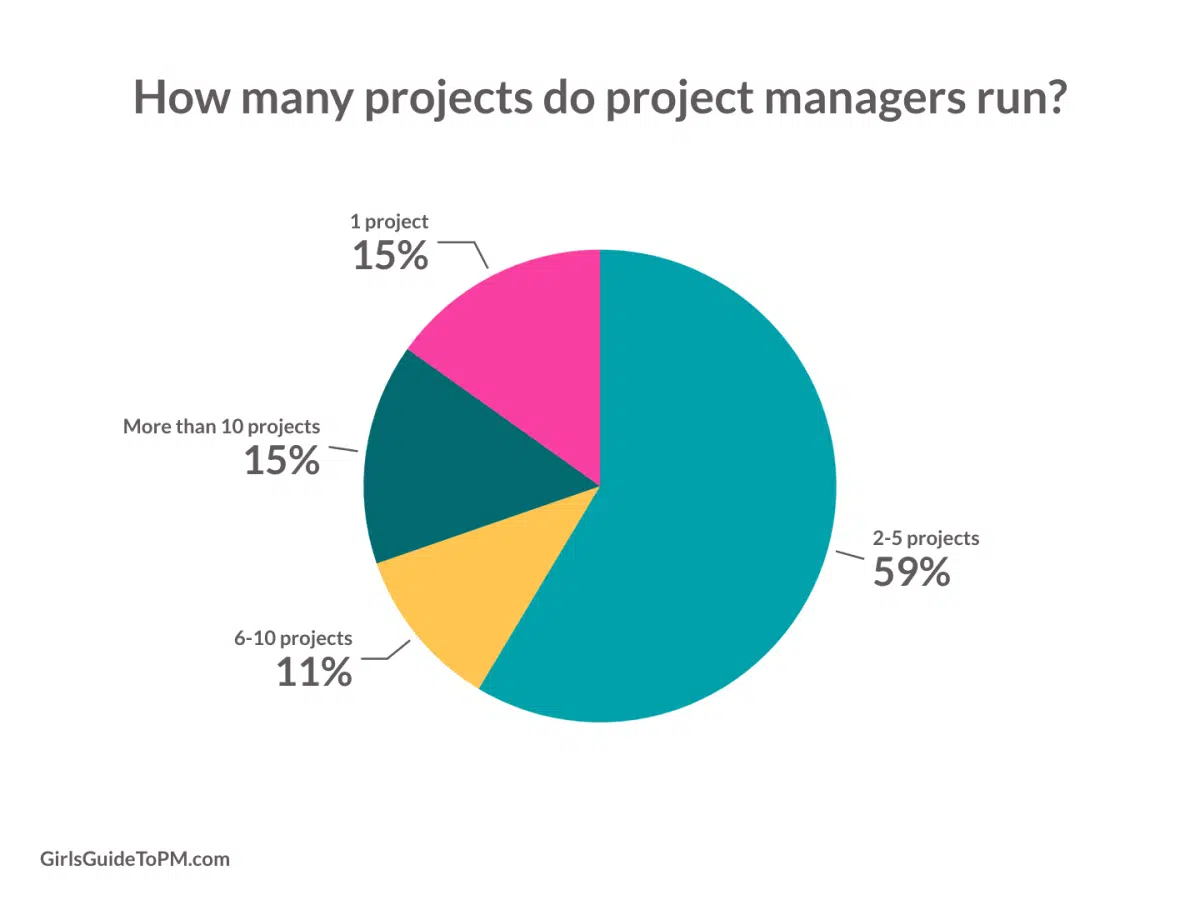 How many projects do project managers run?
1 project
15%
More than 10 projects
15%
2-5 projects
59%
6-10 projects
11%
GirlsGuideToPM.com